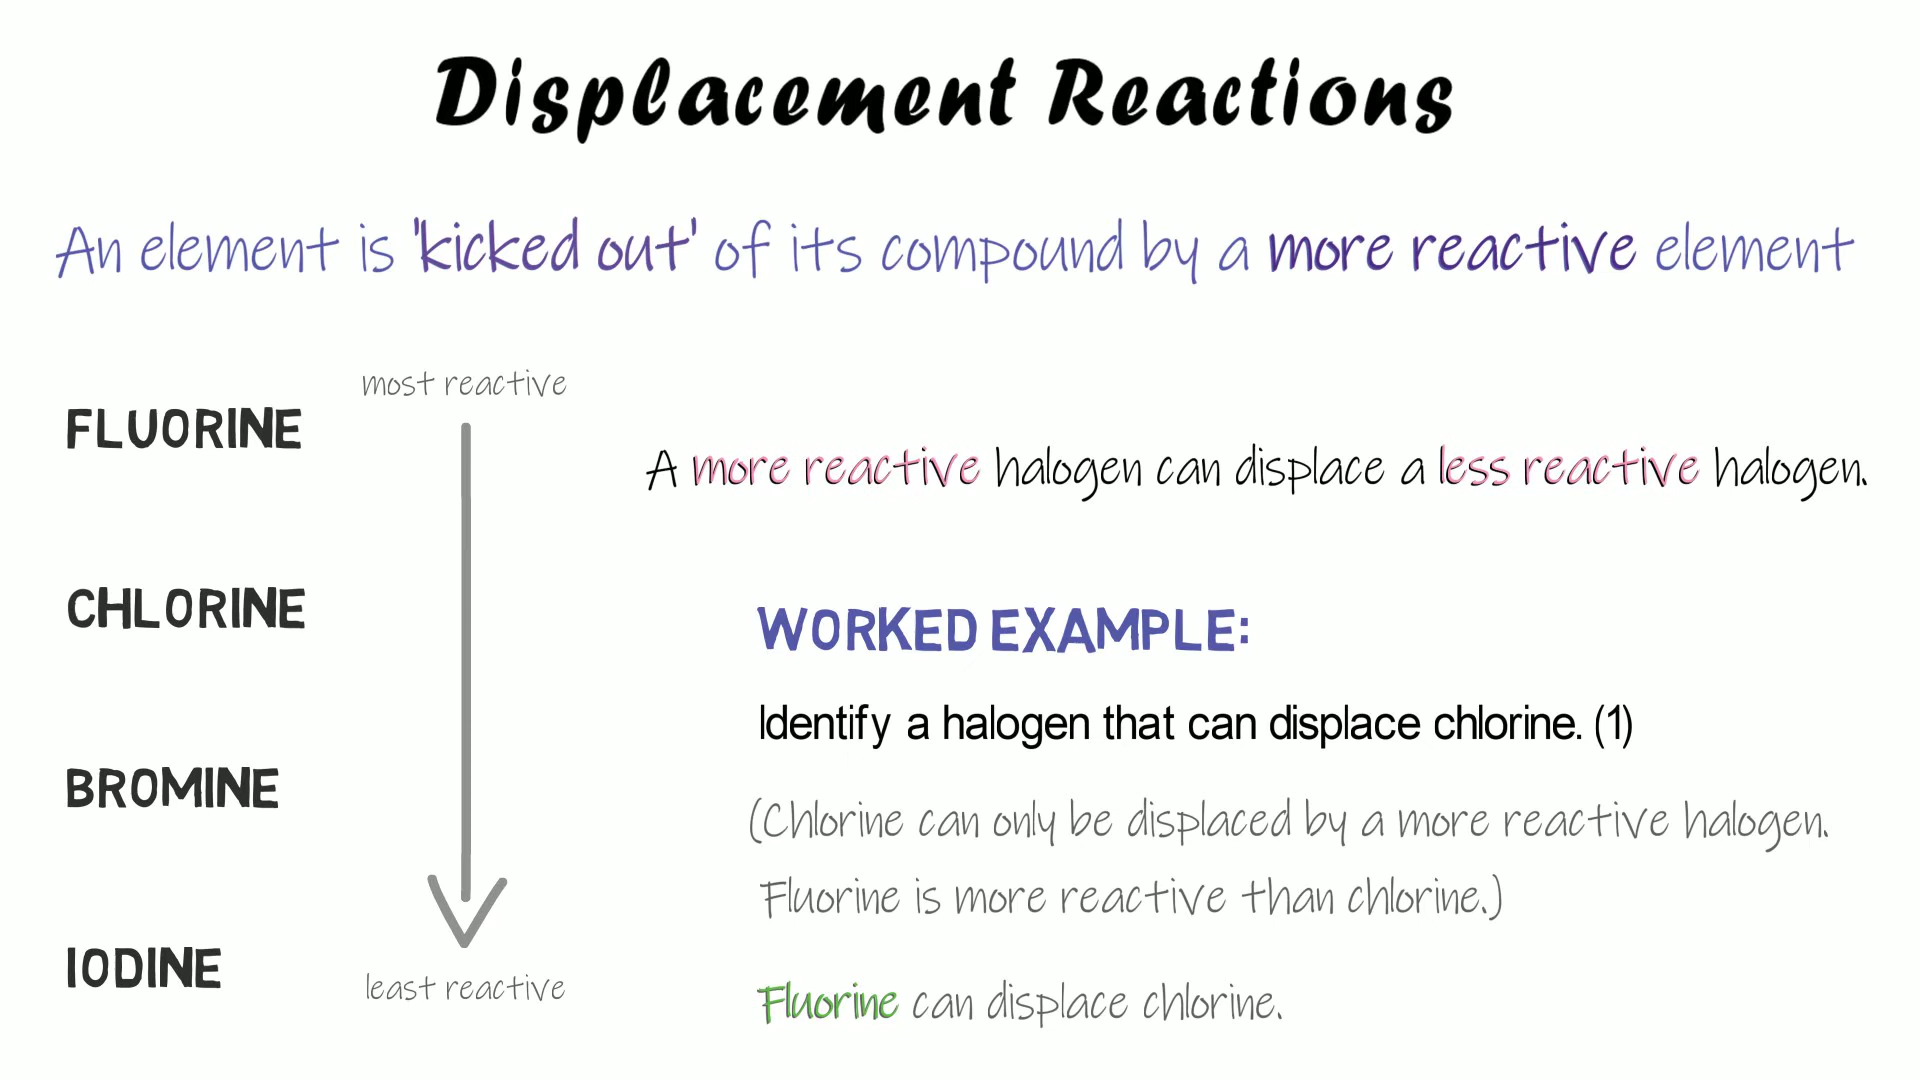 Displacement Reactions
An element is 'kicked out' of its compound by a more reactive element
most reactive
FLUORINE
A more reactive halogen can displace a less reactive halogen.
CHLORINE
WORKED EXAMPLE:
Identify a halogen that can displace chlorine. (1)
BROMINE
(Chlorine can only be displaced by a more reactive halogen.
Fluorine is more reactive than chlorine.)
IODINE
least reactive
Fluorine can displace chlorine.